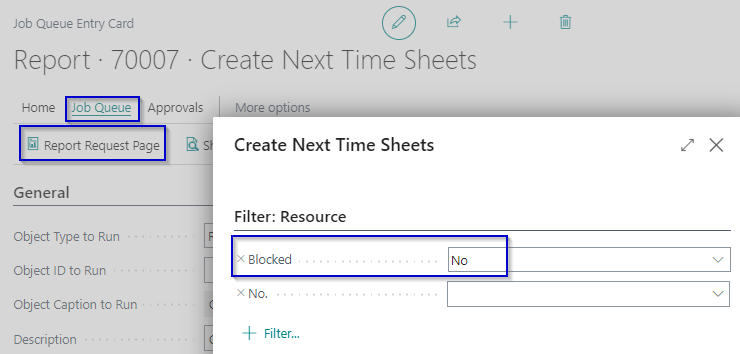 Job Queue Entry Card
Report · 70007 · Create Next Time Sheets
Home Job Queue Approvals More options
Report Request Page
General
Object Type to Run
Object ID to Run
Object Caption to Run
Description
Create Next Time Sheets
Filter: Resource
Blocked No
No.
Filter...